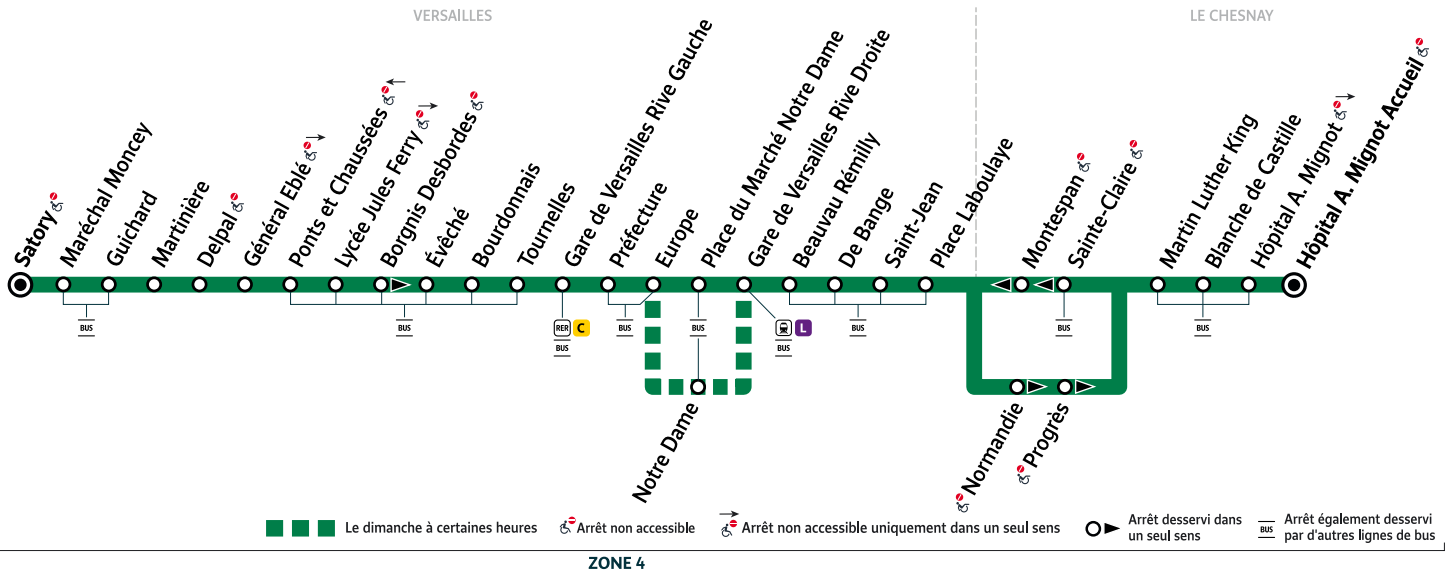 VERSAILLES
LE CHESNAY
Satory
Maréchal Moncey
Guichard
Martinière
Delpal
Général Eblé
Ponts et Chaussées
Lycée Jules Ferry
Borgnis Desbordes
Évêché
Bourdonnais
Tournelles
Gare de Versailles Rive Gauche
Préfecture
Europe
Place du Marché Notre Dame
Gare de Versailles Rive Droite
Beauvau Rémilly
De Bange
Saint-Jean
Place Laboulaye
Montespan
Sainte-Claire
Martin Luther King
Blanche de Castille
Hôpital A. Mignot
Hôpital A. Mignot Accueil
BUS
BUS
RER C
BUS
BUS
BUS
L
BUS
BUS
BUS
BUS
Notre Dame
Normandie
Progrès
Le dimanche à certaines heures
Arrêt non accessible
Arrêt non accessible uniquement dans un seul sens
Arrêt desservi dans
un seul sens
BUS
Arrêt également desservi
par d'autres lignes de bus
ZONE 4